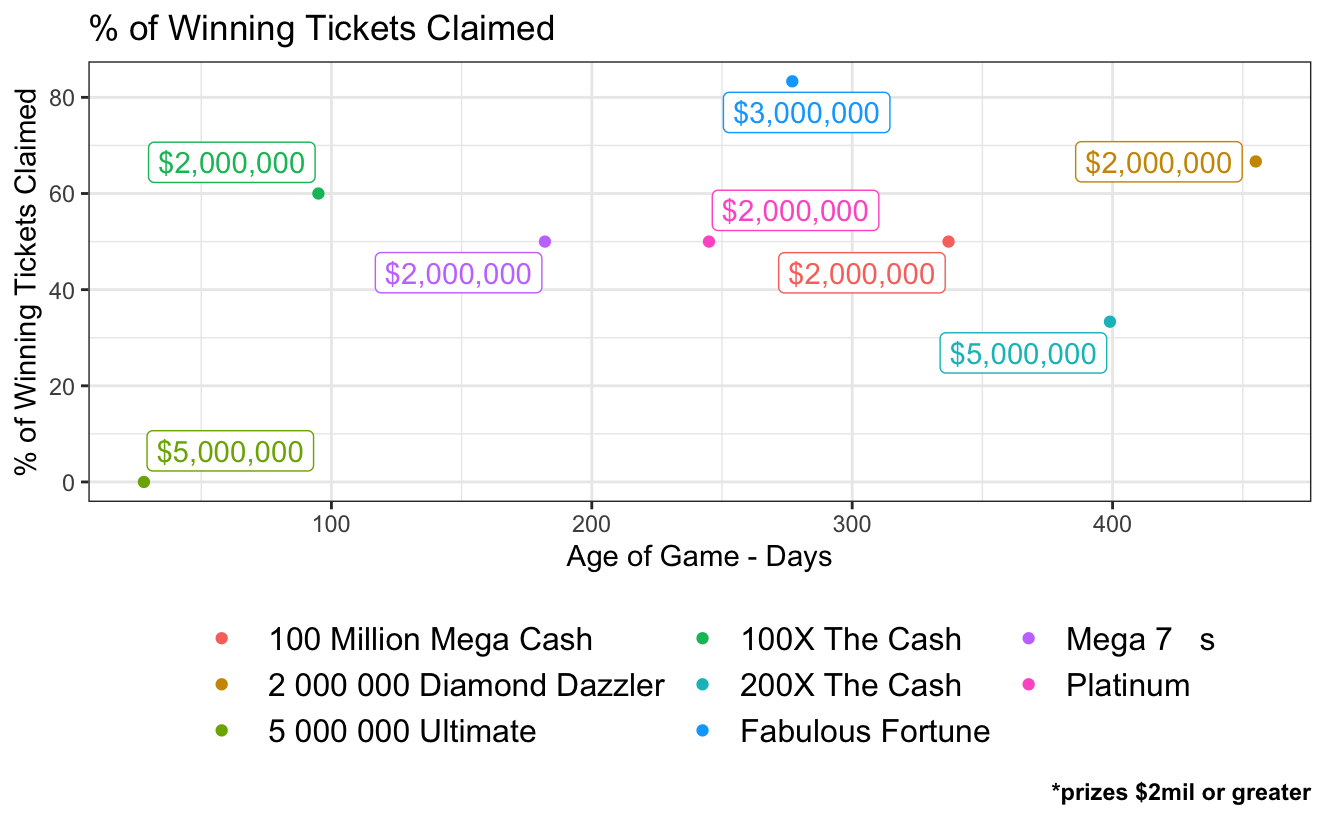 % of Winning Tickets Claimed
% of Winning Tickets Claimed
80
60
40
20
0
$3,000,000
$2,000,000
$2,000,000
$2,000,000
$2,000,000
$2,000,000
$5,000,000
$5,000,000
100 200 300 400
Age of Game - Days
100 Million Mega Cash 100X The Cash Mega 7 s
2 000 000 Diamond Dazzler 200X The Cash Platinum
5 000 000 Ultimate Fabulous Fortune
*prizes $2mil or greater